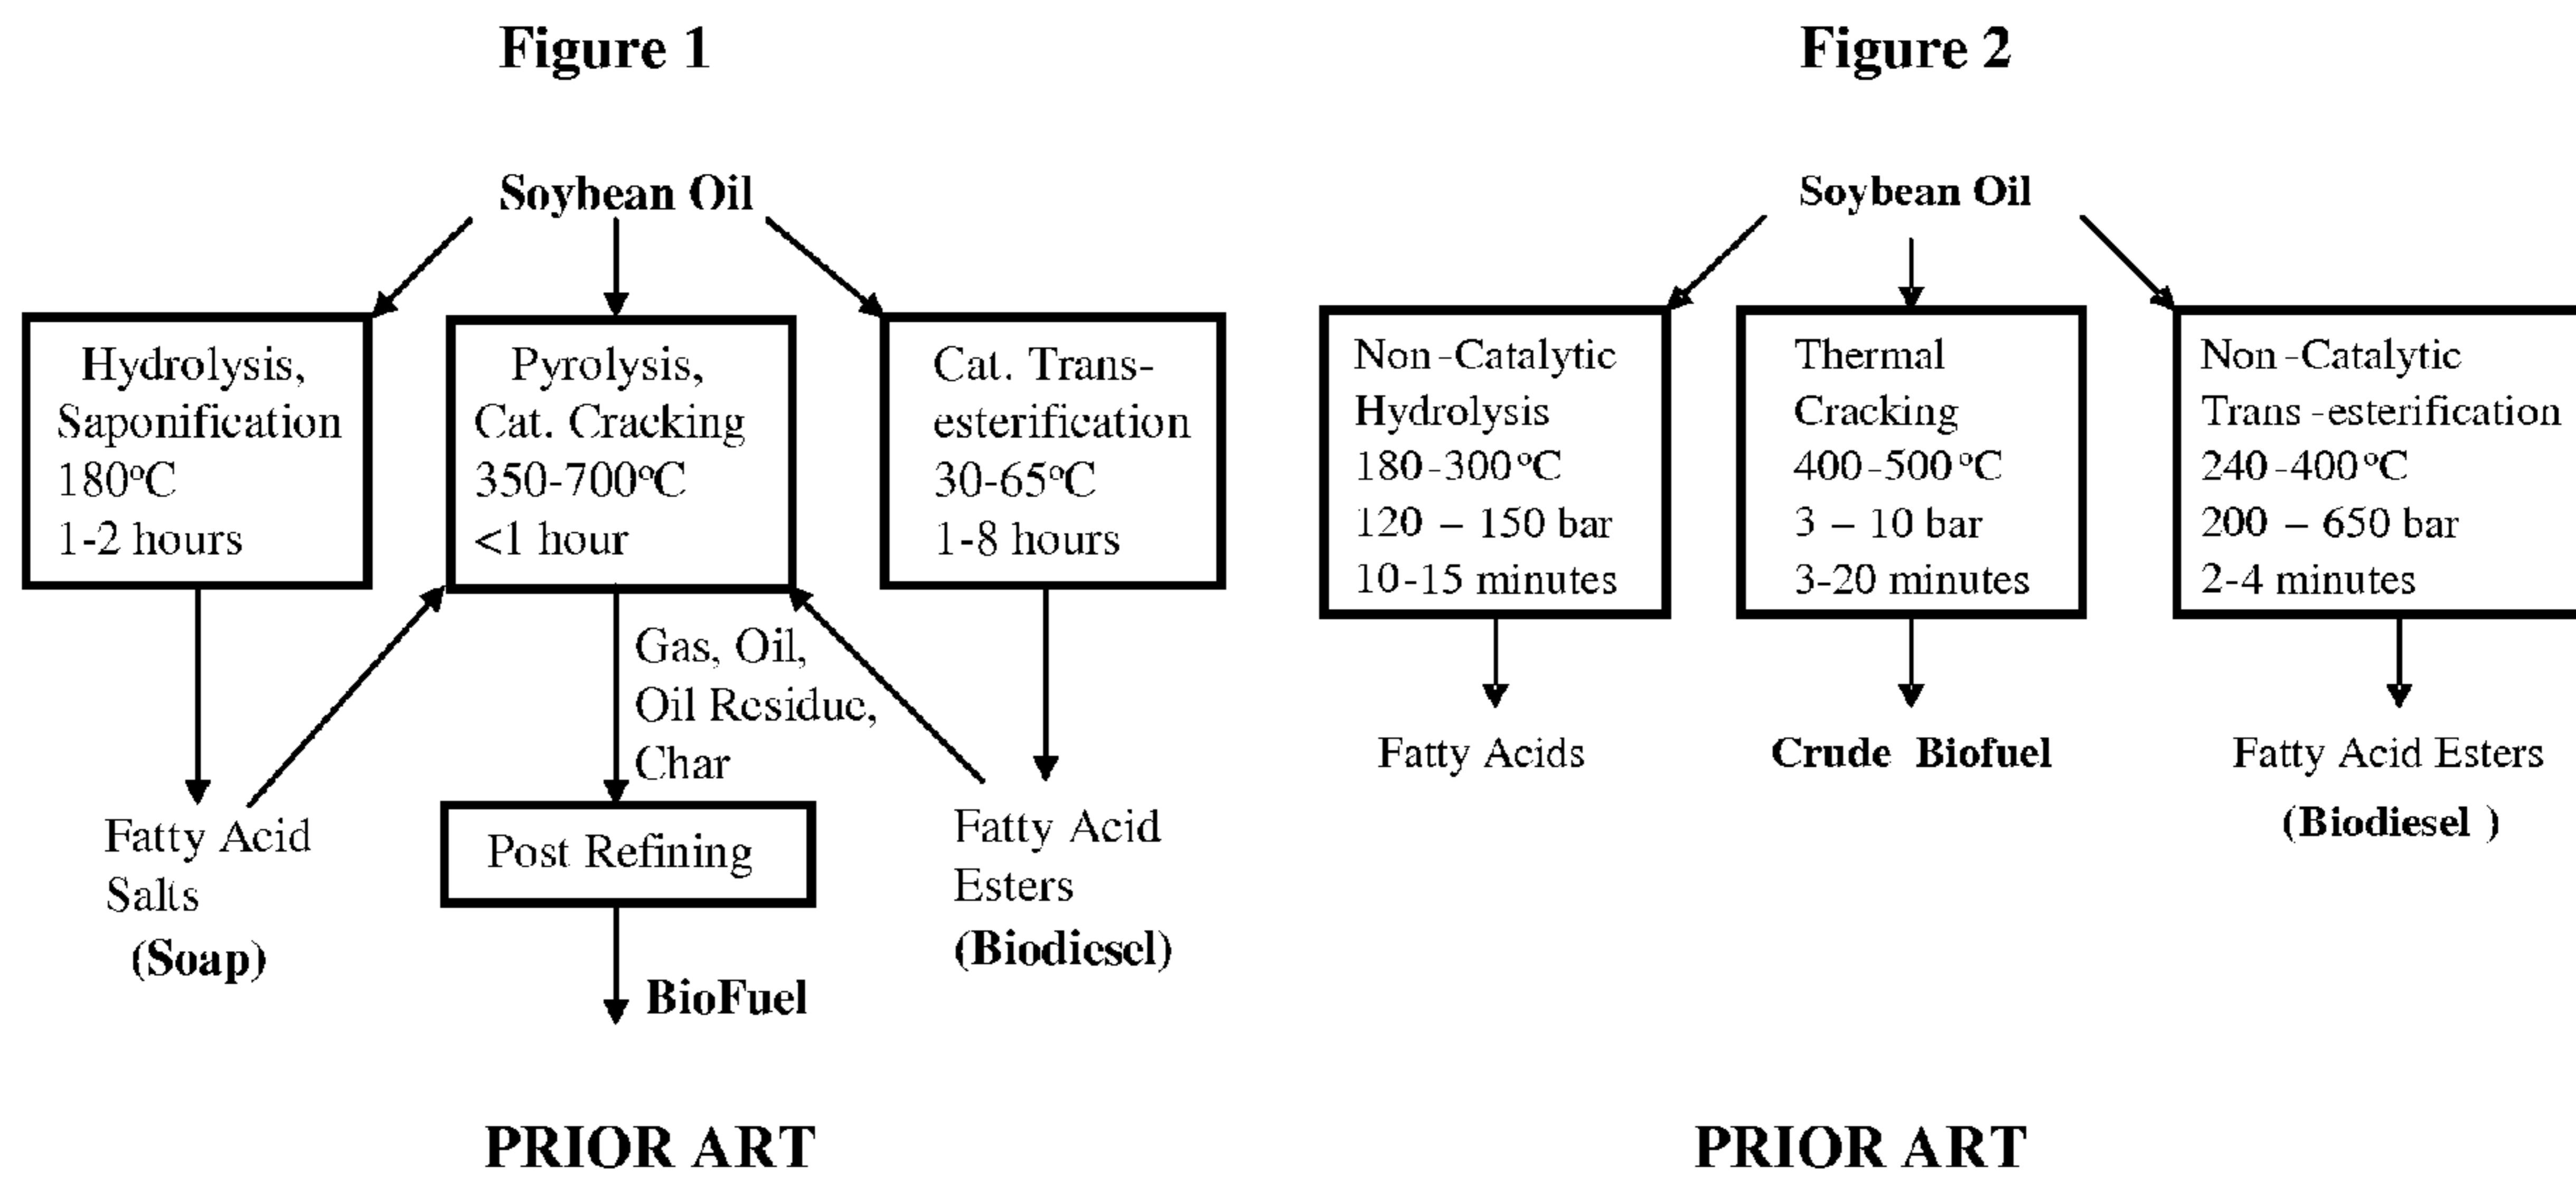 Figure 1
Soybean Oil
Hydrolysis,
Saponification
180°C
1-2 hours
Pyrolysis,
Cat. Cracking
350-700°C
<1 hour
Cat. Trans-
esterification
30-65°C
1-8 hours
Gas, Oil,
Oil Residue,
Char
Fatty Acid
Salts
(Soap)
Post Refining
Fatty Acid
Esters
(Biodiesel)
BioFuel
PRIOR ART
Figure 2
Soybean Oil
Non-Catalytic
Hydrolysis
180-300°C
120 – 150 bar
10-15 minutes
Thermal
Cracking
400-500°C
3 – 10 bar
3-20 minutes
Non-Catalytic
Trans-esterification
240-400°C
200 – 650 bar
2-4 minutes
Fatty Acids
Crude Biofuel
Fatty Acid Esters
(Biodiesel )
PRIOR ART